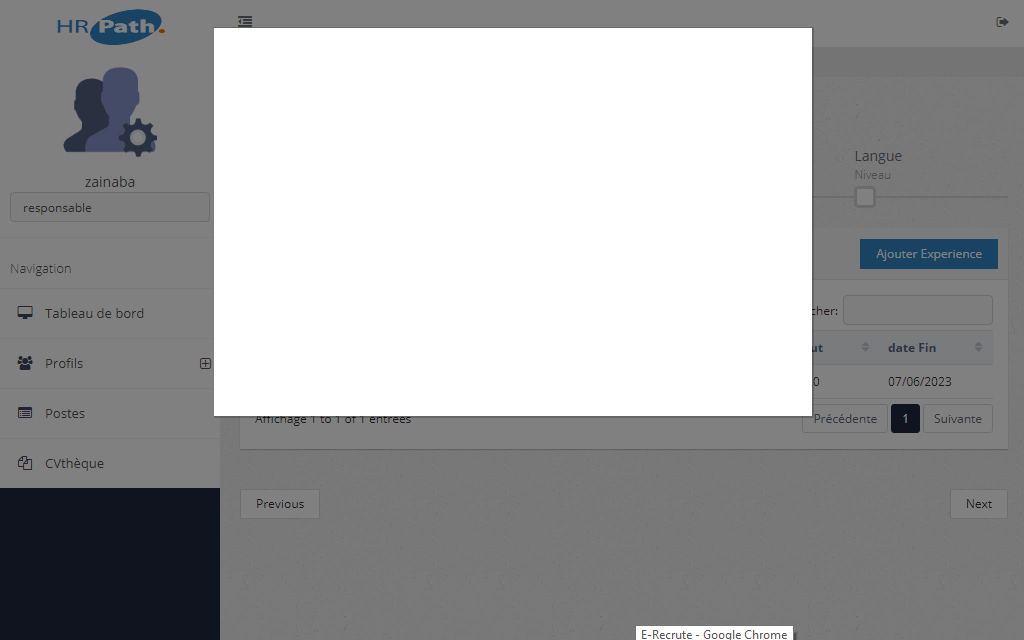 HR Path.
zainaba
responsable
Navigation
Tableau de bord
Profils
Postes
CVthèque
Langue
Niveau
Ajouter Experience
cher:
ut
date Fin
0
07/06/2023
Affichage 1 to 1 of 1 entrées
Précédente
1
Suivante
Previous
Next
E-Recrute - Google Chrome